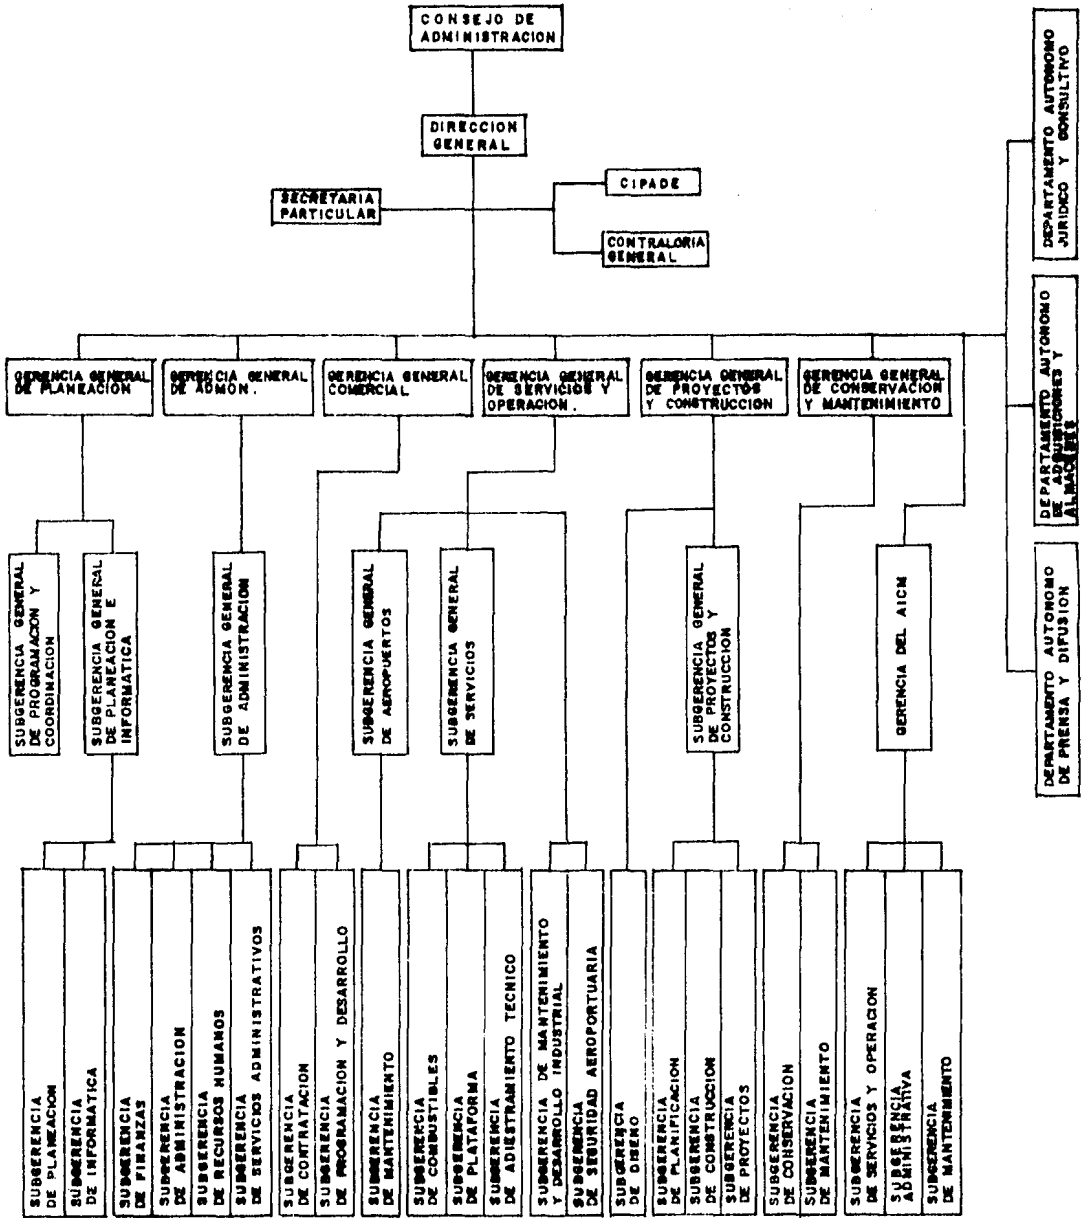 CONSEJO DE
ADMINISTRACION
DIRECCION
GENERAL
SECRETARIA
PARTICULAR
CIPADE
CONTRALORIA
GENERAL
DEPARTAMENTO AUTONOMO
JURIDICO Y CONSULTIVO
DEPARTAMENTO AUTONOMO
DE ADQUISICIONES Y
ALMACENES
DEPARTAMENTO AUTONOMO
DE PRENSA Y DIFUSION
GERENCIA GENERAL
DE PLANEACIÓN
GERENCIA GENERAL
DE ADMON.
GERENCIA GENERAL
COMERCIAL
GERENCIA GENERAL
DE SERVICIOS Y
OPERACION.
GERENCIA GENERAL
DE PROYECTOS
Y CONSTRUCCION
GERENCIA GENERAL
DE CONSERVACION
Y MANTENIMIENTO
SUBGERENCIA GENERAL
DE PROGRAMACION Y
COORDINACION
SUBGERENCIA GENERAL
DE PLANEACION E
INFORMATICA
SUBGERENCIA GENERAL
DE ADMINISTRACION
SUBGERENCIA GENERAL
DE AEROPUERTOS
SUBGERENCIA GENERAL
DE SERVICIOS
SUBGERENCIA GENERAL
DE PROYECTOS Y
CONSTRUCCION
GERENCIA DEL AICM
SUBGERENCIA
DE PLANEACION
SUBGERENCIA
DE INFORMATICA
SUBGERENCIA
DE FINANZAS
SUBGERENCIA
DE ADMINISTRACION
SUBGERENCIA
DE RECURSOS HUMANOS
SUBGERENCIA
DE SERVICIOS ADMINISTRATIVOS
SUBGERENCIA
DE CONTRATACION
SUBGERENCIA
DE PROGRAMACION Y DESARROLLO
SUBGERENCIA
DE MANTENIMIENTO
SUBGERENCIA
DE COMBUSTIBLES
SUBGERENCIA
DE PLATAFORMA
SUBGERENCIA
DE ADIESTRAMIENTO TECNICO
SUBGERENCIA DE MANTENIMIENTO
Y DESARROLLO INDUSTRIAL
SUBGERENCIA
DE SEGURIDAD AEROPORTUARIA
SUBGERENCIA
DE DISEÑO
SUBGERENCIA
DE PLANIFICACION
SUBGERENCIA
DE CONSTRUCCION
SUBGERENCIA
DE PROYECTOS
SUBGERENCIA
DE CONSERVACION
SUBGERENCIA
DE MANTENIMIENTO
SUBGERENCIA
DE SERVICIOS Y OPERACION
SUBGERENCIA
ADMINISTRATIVA
SUBGERENCIA
DE MANTENIMIENTO